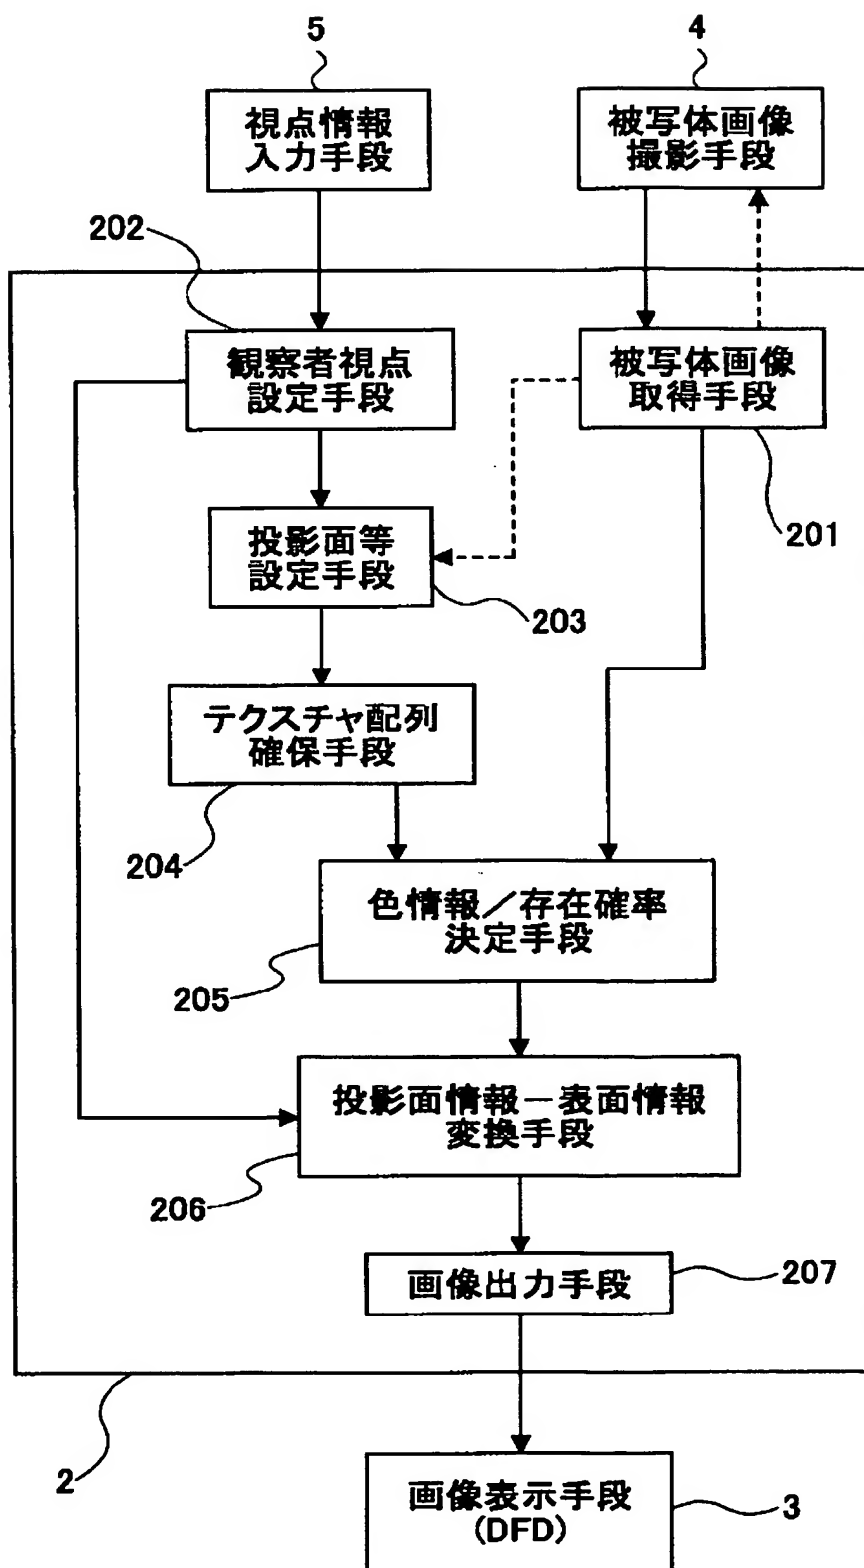 5
4
視点情報
入力手段
被写体画像
撮影手段
202
観察者視点
設定手段
被写体画像
取得手段
201
投影面等
設定手段
203
テクスチャ配列
確保手段
204
色情報／存在確率
決定手段
205
投影面情報－表面情報
変換手段
206
画像出力手段
207
2
画像表示手段
(DFD)
3